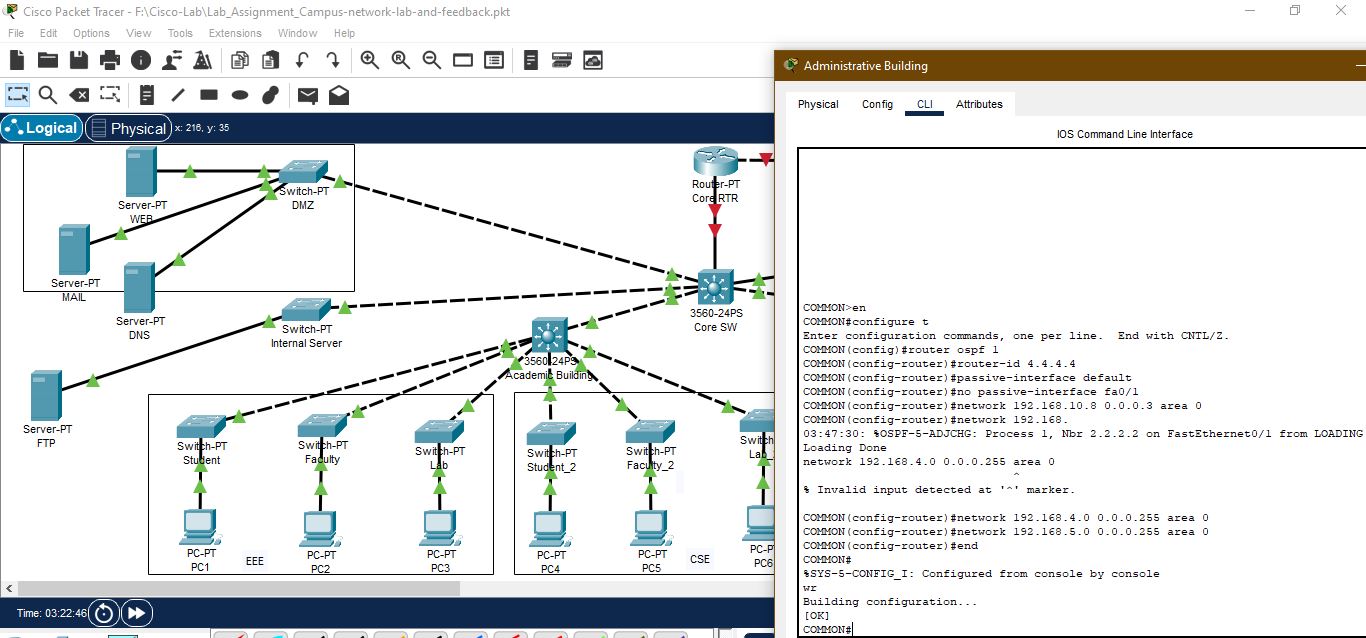 Cisco Packet Tracer - F:\Cisco-Lab\Lab_Assignment_Campus-network-lab-and-feedback.pkt
File Edit Options View Tools Extensions Window Help
Administrative Building
Physical Config CLI Attributes
IOS Command Line Interface
Logical Physical x: 216, y: 35
Server-PT
WEB
Switch-PT
DMZ
Server-PT
MAIL
Server-PT
DNS
Router-PT
Core RTR
3560-24PS
Core SW
Switch-PT
Internal Server
3560-24PS
Academic Building
Server-PT
FTP
Switch-PT
Student
Switch-PT
Faculty
Switch-PT
Lab
Switch-PT
Student_2
Switch-PT
Faculty_2
Switch
Lab_
PC-PT
PC1
EEE
PC-PT
PC2
PC-PT
PC3
PC-PT
PC4
PC-PT
PC5
CSE
PC-P
PC6
Time: 03:22:46
COMMON>en
COMMON#configure t
Enter configuration commands, one per line. End with CNTL/Z.
COMMON(config)#router ospf 1
COMMON(config-router)#router-id 4.4.4.4
COMMON(config-router)#passive-interface default
COMMON(config-router)#no passive-interface fa0/1
COMMON(config-router)#network 192.168.10.8 0.0.0.3 area 0
COMMON(config-router)#network 192.168.
03:47:30: %OSPF-5-ADJCHG: Process 1, Nbr 2.2.2.2 on FastEthernet0/1 from LOADING
Loading Done
network 192.168.4.0 0.0.0.255 area 0
^
% Invalid input detected at '^' marker.
COMMON(config-router)#network 192.168.4.0 0.0.0.255 area 0
COMMON(config-router)#network 192.168.5.0 0.0.0.255 area 0
COMMON(config-router)#end
COMMON#
%SYS-5-CONFIG_I: Configured from console by console
wr
Building configuration...
[OK]
COMMON#